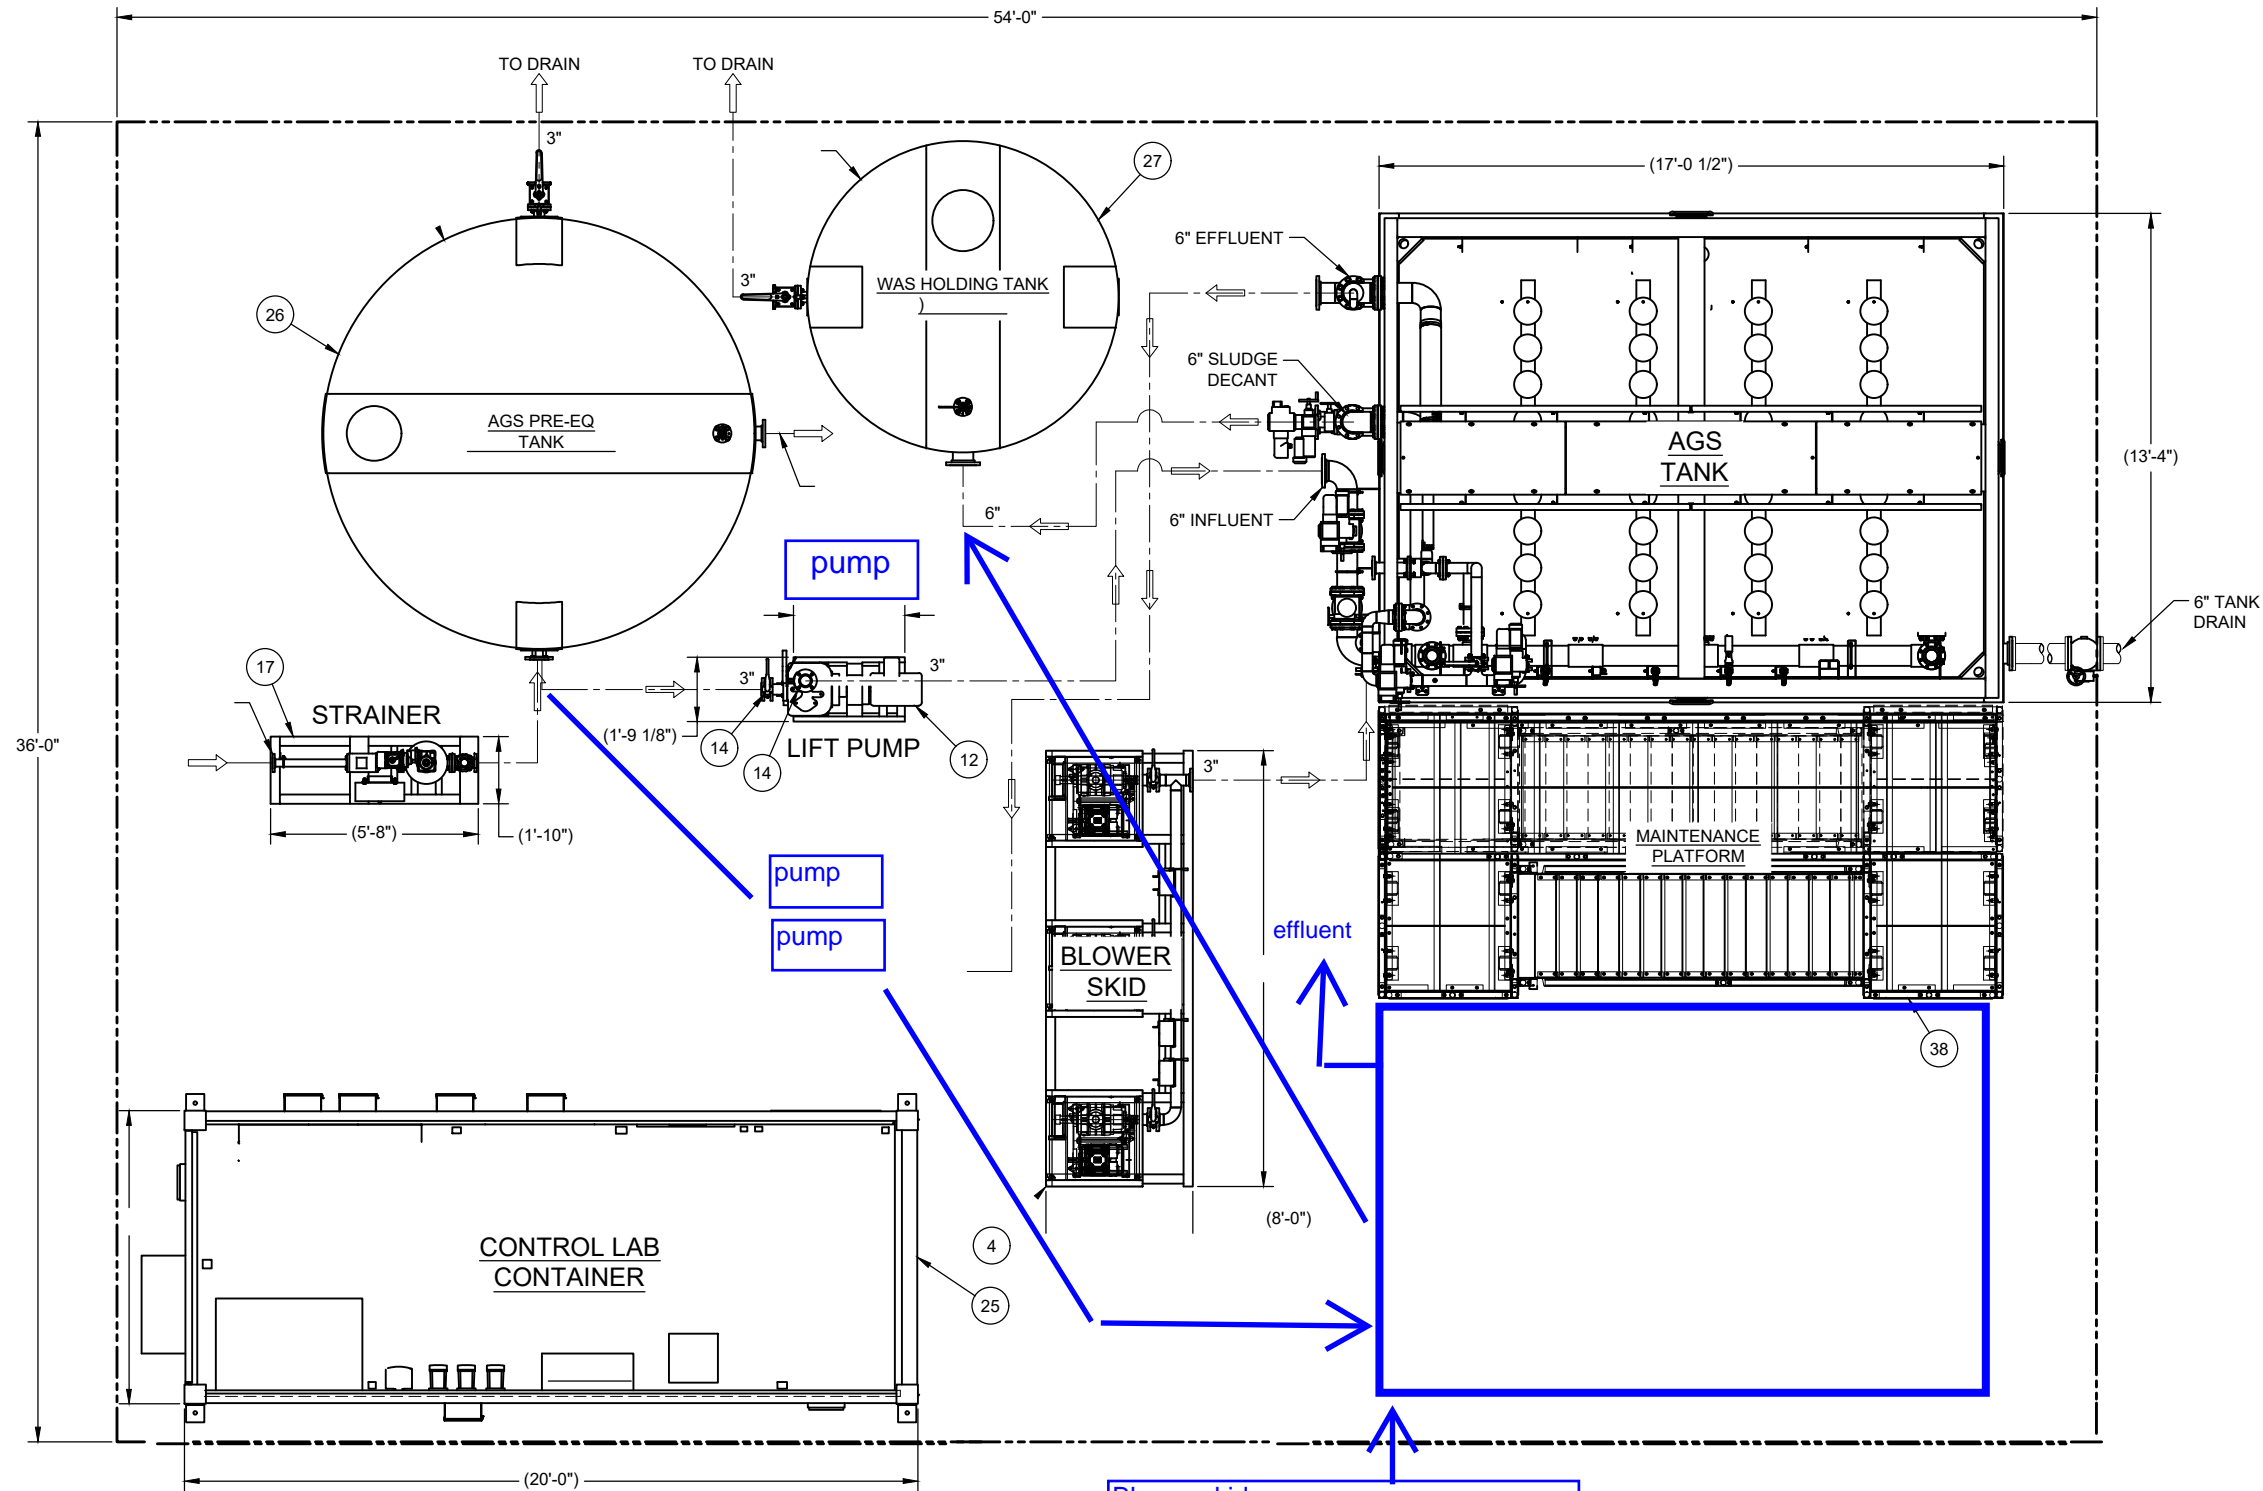 54'-0"
TO DRAIN
TO DRAIN
3"
27
(17'-0 1/2")
6" EFFLUENT
3"
WAS HOLDING TANK
)
26
6" SLUDGE
DECANT
AGS PRE-EQ
TANK
AGS
TANK
(13'-4")
6"
6" INFLUENT
pump
6" TANK
DRAIN
17
3"
3"
STRAINER
(1'-9 1/8")
14
14
LIFT PUMP
12
36'-0"
3"
(5'-8")
(1'-10")
MAINTENANCE
PLATFORM
pump
pump
effluent
BLOWER
SKID
38
(8'-0")
4
CONTROL LAB
CONTAINER
25
(20'-0")